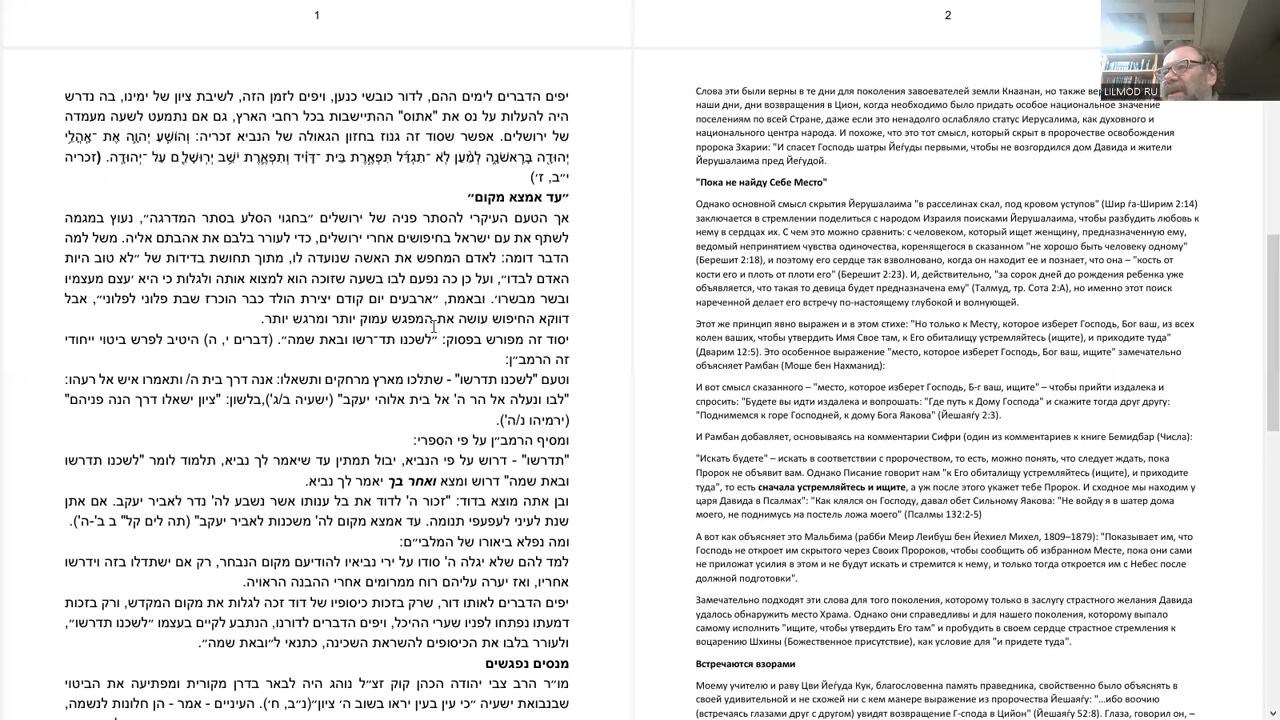 1
יפים הדברים לימים ההם, לדור כובשי כנען, ויפים לזמן הזה, לשיבת ציון של ימינו, בה נדרש
היה להעלות על נס את "אתוס" ההתיישבות בכל רחבי הארץ, גם אם נתמעט לשעה מעמדה
של ירושלים. אפשר שסוד זה גנוז בחזון הגאולה של הנביא זכריה: וְהוֹשִׁ֧עַ יְהוָ֛ה אֶת ־אׇהֳלֵ֥י
יְהוּדָ֖ה בָּרִֽאשֹׁנָ֑ה לְמַ֨עַן לֹֽא ־תִגְדַּ֜ל תִּפְאֶ֣רֶת בֵּֽית ־דָּוִ֗יד וְתִפְאֶ֛רֶת יֹשֵׁ֥ב יְרוּשָׁלַ֖͏ִם עַל ־יְהוּדָֽה. (זכריה
י״ב, ז׳)
״עד אמצא מקום״
אך הטעם העיקרי להסתר פניה של ירושלים ״בחגוי הסלע בסתר המדרגה״, נעוץ במגמה
לשתף את עם ישראל בחיפושים אחרי ירושלים, כדי לעורר בלבם את אהבתם אליה. משל למה
הדבר דומה: לאדם המחפש את האשה שנועדה לו, מתוך תחושת בדידות של ״לא טוב היות
האדם לבדו״, ועל כן כה נפעם לבו בשעה שזוכה הוא למצוא אותה ולגלות כי היא ׳עצם מעצמיו
ובשר מבשרו׳. ובאמת, ״ארבעים יום קודם יצירת הולד כבר הוכרז שבת פלוני לפלוני״, אבל
דווקא החיפוש עושה את המפגש עמוק יותר ומרגש יותר.
יסוד זה מפורש בפסוק: ״לשכנו תד־רשו ובאת שמה״. (דברים י, ה) היטיב לפרש ביטוי ייחודי
זה הרמב״ן:
וטעם "לשכנו תדרשו" - שתלכו מארץ מרחקים ותשאלו: אנה דרך בית ה/ ותאמרו איש אל רעהו:
"לבו ונעלה אל הר ה' אל בית אלוהי יעקב" (ישעיה ב/ג'),בלשון: "ציון ישאלו דרך הנה פניהם"
(ירמיהו נ/ה').
ומסיף הרמב״ן על פי הספרי:
"תדרשו" - דרוש על פי הנביא, יבול תמתין עד שיאמר לך נביא, תלמוד לומר "לשכנו תדרשו
ובאת שמה" דרוש ומצא ואחר בך יאמר לך נביא.
ובן אתה מוצא בדוד: "זכור ה' לדוד את בל ענותו אשר נשבע לה' נדר לאביר יעקב. אם אתן
שנת לעיני לעפעפי תנומה. עד אמצא מקום לה' משכנות לאביר יעקב" (תה לים קל" ב ב'-ה').
ומה נפלא ביאורו של המלבי״ם:
למד להם שלא יגלה ה' סודו על ירי נביאיו להודיעם מקום הנבחר, רק אם ישתדלו בזה וידרשו
אחריו, ואז יערה עליהם רוח ממרומים אחרי ההבנה הראויה.
יפים הדברים לאותו דור, שרק בזכות כיסופיו של דוד זכה לגלות את מקום המקדש, ורק בזכות
דמעתו נפתחו לפניו שערי ההיכל, ויפים הדברים לדורנו, הנתבע לקיים בעצמו ״לשכנו תדרשו״,
ולעורר בלבו את הכיסופים להשראת השכינה, כתנאי ל״ובאת שמה״.
מנסים נפגשים
מו״ר הרב צבי יהודה הכהן קוק זצ״ל נוהג היה לבאר בדרן מקורית ומפתיעה את הביטוי
שבנבואת ישעיה ״כי עין בעין יראו בשוב ה׳ ציון״(נ״ב, ח׳). העיניים - אמר - הן חלונות לנשמה,
2
Слова эти были верны в те дни для поколения завоевателей земли Кнаанан, но также вер
наши дни, дни возвращения в Цион, когда необходимо было придать особое национальное значение
поселениям по всей Стране, даже если это ненадолго ослабляло статус Иерусалима, как духовного и
национального центра народа. И похоже, что это тот смысл, который скрыт в пророчестве освобождения
пророка Зхарии: "И спасет Господь шатры Йеѓуды первыми, чтобы не возгордился дом Давида и жители
Йерушалаима пред Йеѓудой.
"Пока не найду Себе Место"
Однако основной смысл скрытия Йерушалаима "в расселинах скал, под кровом уступов" (Шир ѓа-Ширим 2:14)
заключается в стремлении поделиться с народом Израиля поисками Йерушалаима, чтобы разбудить любовь к
нему в сердцах их. С чем это можно сравнить: с человеком, который ищет женщину, предназначенную ему,
ведомый непринятием чувства одиночества, коренящегося в сказанном "не хорошо быть человеку одному"
(Берешит 2:18), и поэтому его сердце так взволновано, когда он находит ее и познает, что она – "кость от
кости его и плоть от плоти его" (Берешит 2:23). И, действительно, "за сорок дней до рождения ребенка уже
объявляется, что такая то девица будет предназначена ему" (Талмуд, тр. Сота 2:А), но именно этот поиск
нареченной делает его встречу по-настоящему глубокой и волнующей.
Этот же принцип явно выражен и в этом стихе: "Но только к Месту, которое изберет Господь, Бог ваш, из всех
колен ваших, чтобы утвердить Имя Свое там, к Его обиталищу устремляйтесь (ищите), и приходите туда"
(Дварим 12:5). Это особенное выражение "место, которое изберет Господь, Бог ваш, ищите" замечательно
объясняет Рамбан (Моше бен Нахманид):
И вот смысл сказанного – "место, которое изберет Господь, Б-г ваш, ищите" – чтобы прийти издалека и
спросить: "Будете вы идти издалека и вопрошать: "Где путь к Дому Господа" и скажите тогда друг другу:
"Поднимемся к горе Господней, к дому Бога Яакова" (Йешаяѓу 2:3).
И Рамбан добавляет, основываясь на комментарии Сифри (один из комментариев к книге Бемидбар (Числа):
"Искать будете" – искать в соответствии с пророчеством, то есть, можно понять, что следует ждать, пока
Пророк не объявит вам. Однако Писание говорит нам "к Его обиталищу устремляйтесь (ищите), и приходите
туда", то есть сначала устремляйтесь и ищите, а уж после этого укажет тебе Пророк. И сходное мы находим у
царя Давида в Псалмах": "Как клялся он Господу, давал обет Сильному Яакова: "Не войду я в шатер дома
моего, не поднимусь на постель ложа моего" (Псалмы 132:2-5)
А вот как объясняет это Мальбима (рабби Меир Лейбуш бен Йехиел Михел, 1809–1879): "Показывает им, что
Господь не откроет им скрытого через Своих Пророков, чтобы сообщить об избранном Месте, пока они сами
не приложат усилия в этом и не будут искать и стремится к нему, и только тогда откроется им с Небес после
должной подготовки".
Замечательно подходят эти слова для того поколения, которому только в заслугу страстного желания Давида
удалось обнаружить место Храма. Однако они справедливы и для нашего поколения, которому выпало
самому исполнить "ищите, чтобы утвердить Его там" и пробудить в своем сердце страстное стремления к
воцарению Шхины (Божественное присутствие), как условие для "и придете туда".
Встречаются взорами
Моему учителю и раву Цви Йеѓуда Кук, благословенна память праведника, свойственно было объяснять в
своей удивительной и не схожей ни с кем манере выражение из пророчества Йешаяѓу: "…ибо воочию
(встречаясь глазами друг с другом) увидят возвращение Г-спода в Цийон" (Йешаяѓу 52:8). Глаза, говорил он, –
LILMOD RU